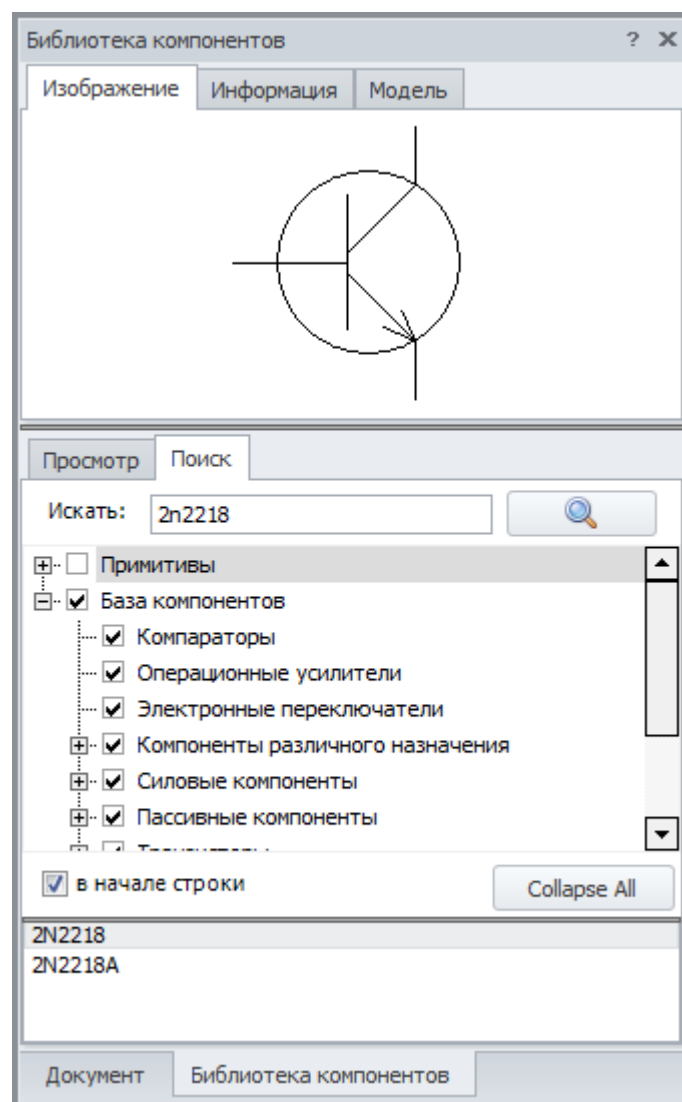 Библиотека компонентов ? X
Изображение Информация Модель
Просмотр Поиск
Искать: 2n2218
Примитивы
База компонентов
Компараторы
Операционные усилители
Электронные переключатели
Компоненты различного назначения
Силовые компоненты
Пассивные компоненты
Транзисторы
в начале строки Collapse All
2N2218
2N2218A
Документ Библиотека компонентов